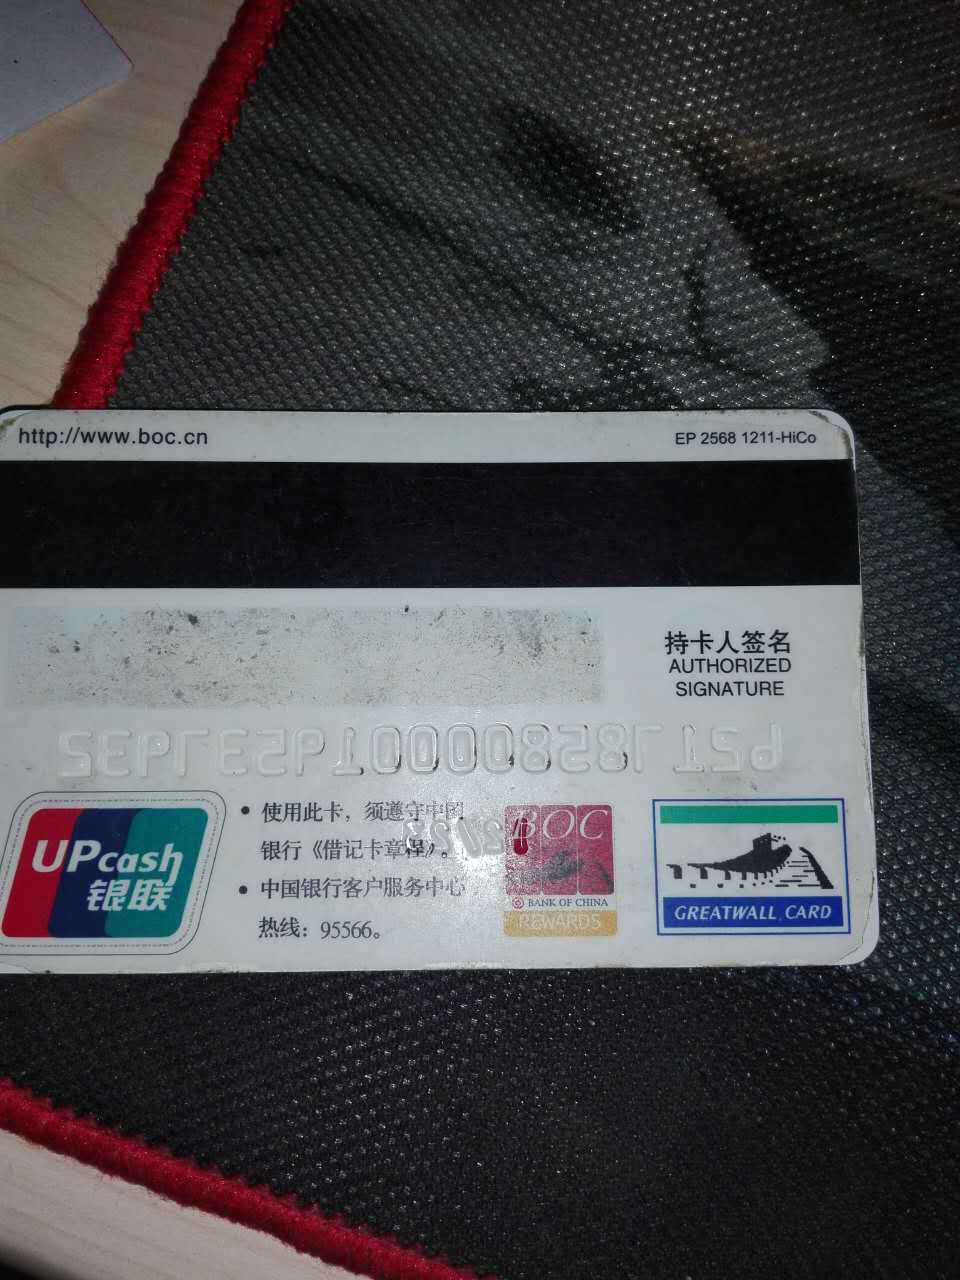 http://www.boc.cn
EP 2568 1211-HiCo
持卡人签名
AUTHORIZED
SIGNATURE
UPcash
银联
• 使用此卡，须遵守中国
银行《借记卡章程》。
• 中国银行客户服务中心
热线：95566。
BOC
BANK OF CHINA
REWARDS
GREATWALL CARD